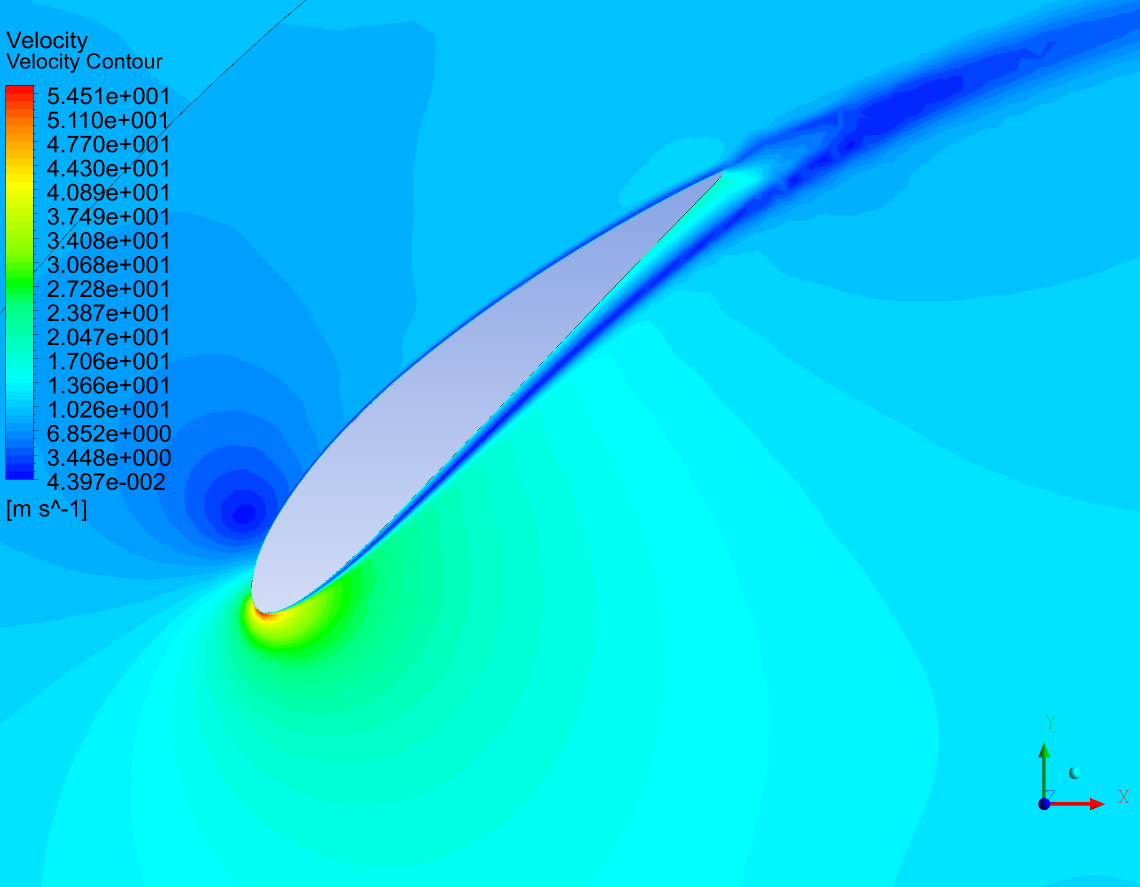 Velocity
Velocity Contour
5.451e+001
5.110e+001
4.770e+001
4.430e+001
4.089e+001
3.749e+001
3.408e+001
3.068e+001
2.728e+001
2.387e+001
2.047e+001
1.706e+001
1.366e+001
1.026e+001
6.852e+000
3.448e+000
4.397e-002
[m s^-1]
Y
Z
X